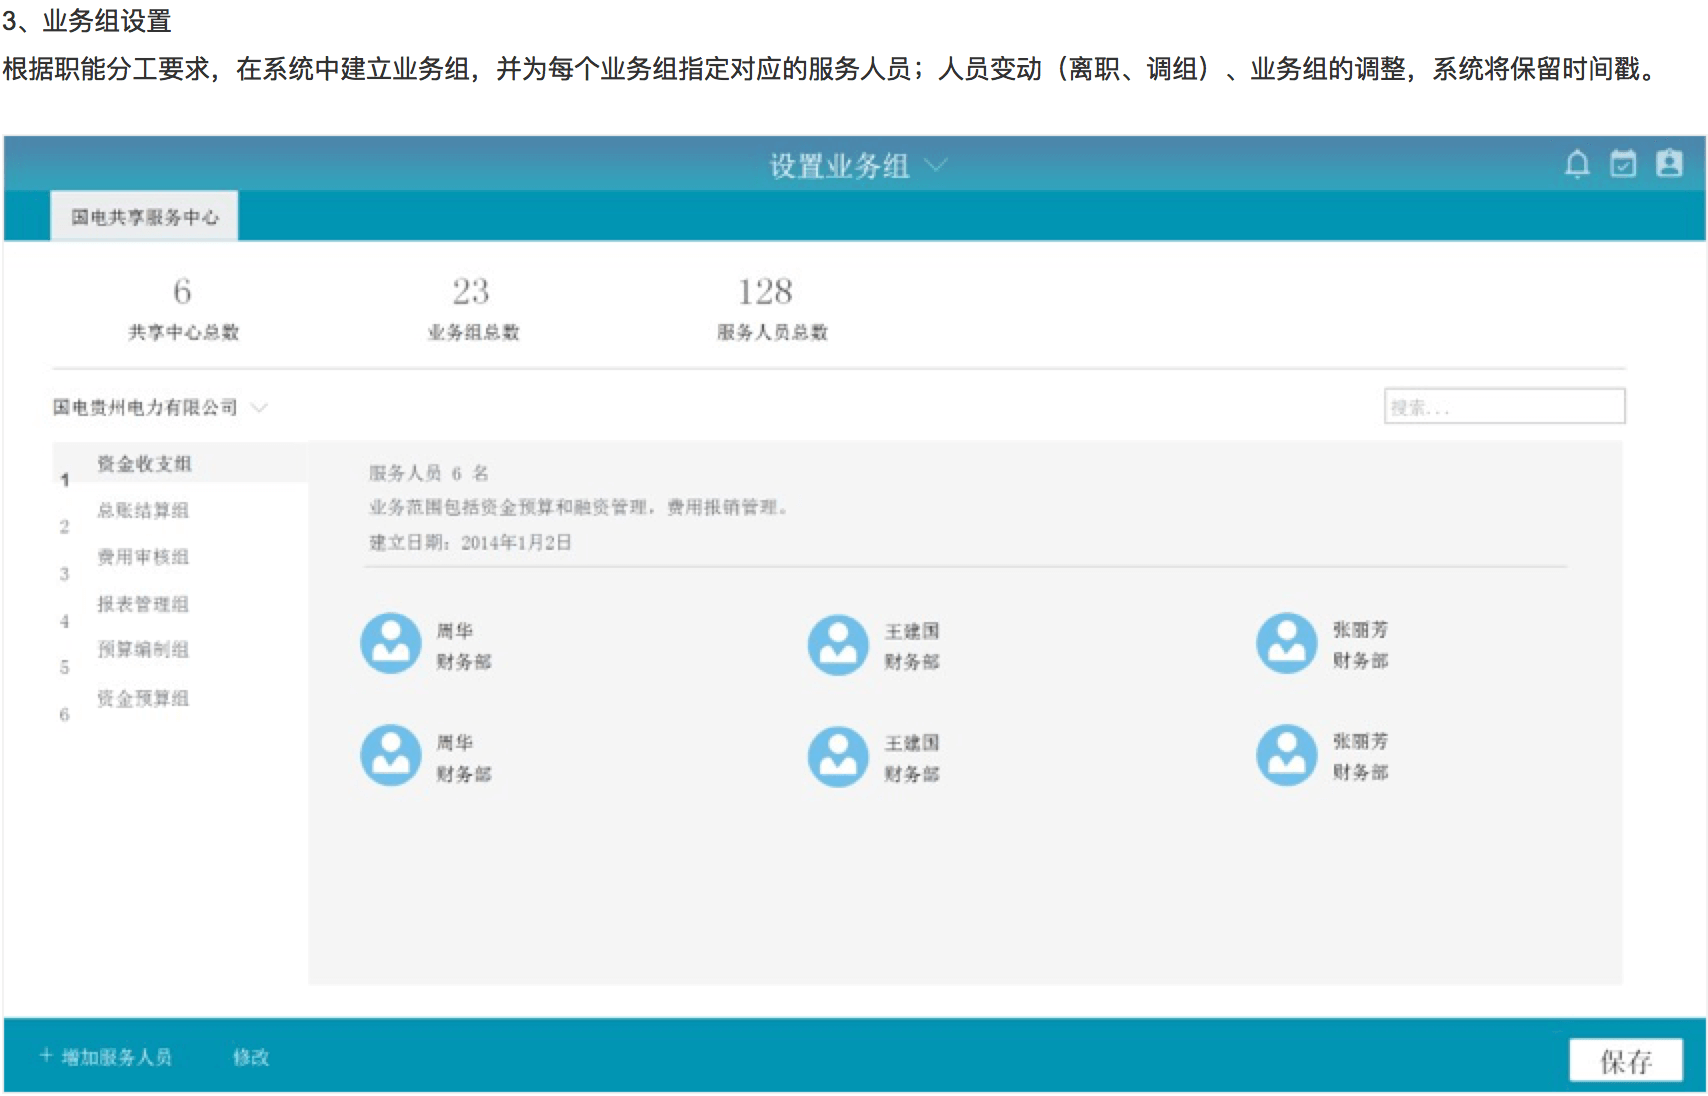 3、业务组设置
根据职能分工要求，在系统中建立业务组，并为每个业务组指定对应的服务人员；人员变动（离职、调组）、业务组的调整，系统将保留时间戳。
设置业务组
国电共享服务中心
6 23 128
共享中心总数 业务组总数 服务人员总数
国电贵州电力有限公司 搜索...
1 资金收支组
2 总账结算组
3 费用审核组
4 报表管理组
5 预算编制组
6 资金预算组
服务人员 6 名
业务范围包括资金预算和融资管理，费用报销管理。
建立日期：2014年1月2日
周华 王建国 张丽芳
财务部 财务部 财务部
周华 王建国 张丽芳
财务部 财务部 财务部
+ 增加服务人员 修改 保存